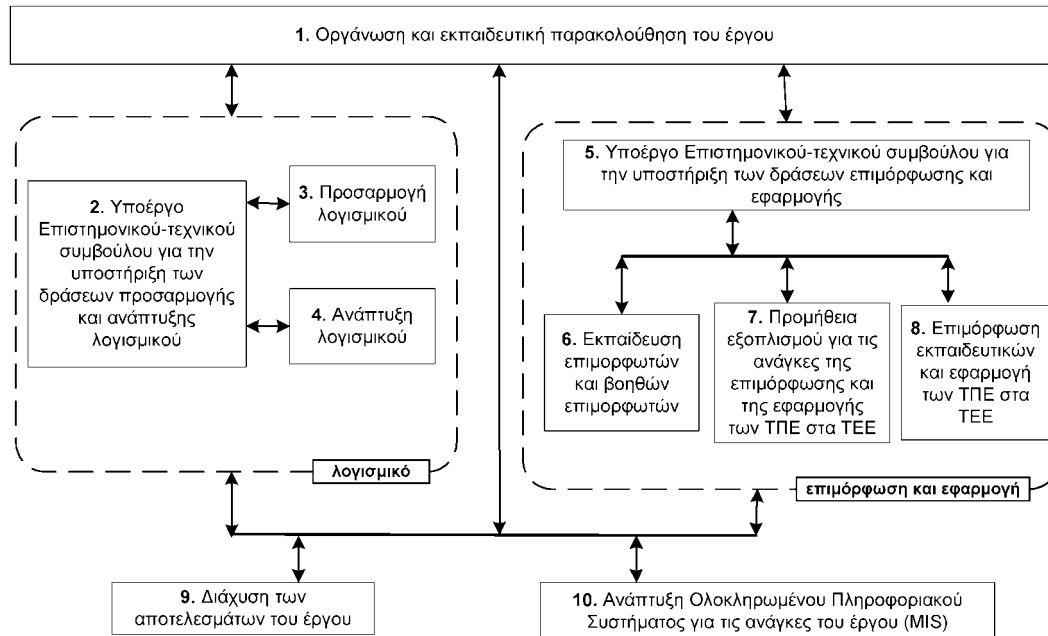 1. Οργάνωση και εκπαιδευτική παρακολούθηση του έργου
2. Υποέργο
Επιστημονικού-τεχνικού
συμβούλου για την
υποστήριξη των
δράσεων προσαρμογής
και ανάπτυξης
λογισμικού
3. Προσαρμογή
λογισμικού
4. Ανάπτυξη
λογισμικού
λογισμικό
5. Υποέργο Επιστημονικού-τεχνικού συμβούλου για
την υποστήριξη των δράσεων επιμόρφωσης και
εφαρμογής
6. Εκπαίδευση
επιμορφωτών
και βοηθών
επιμορφωτών
7. Προμήθεια
εξοπλισμού για τις
ανάγκες της
επιμόρφωσης και
της εφαρμογής
των ΤΠΕ στα ΤΕΕ
8. Επιμόρφωση
εκπαιδευτικών
και εφαρμογή
των ΤΠΕ στα
ΤΕΕ
επιμόρφωση και εφαρμογή
9. Διάχυση των
αποτελεσμάτων του έργου
10. Ανάπτυξη Ολοκληρωμένου Πληροφοριακού
Συστήματος για τις ανάγκες του έργου (MIS)